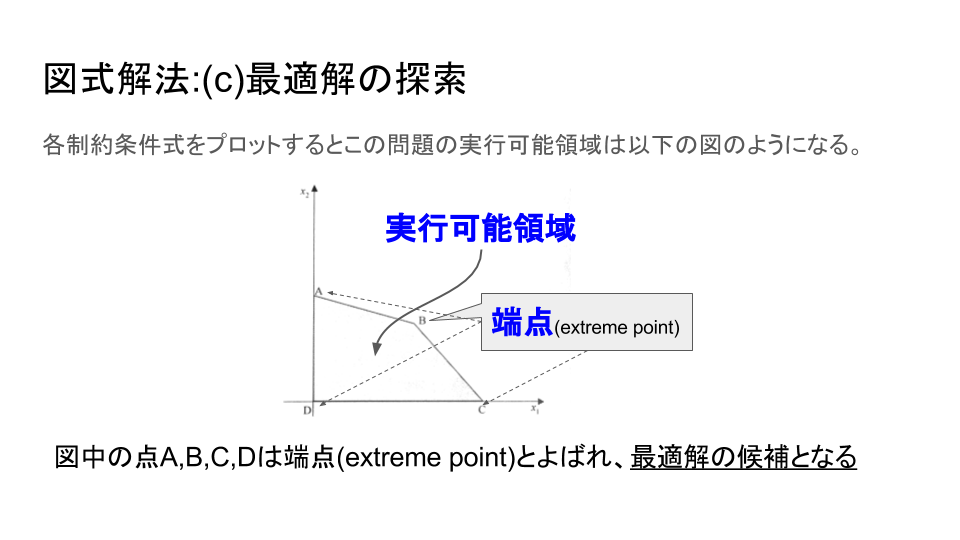 図式解法:(c)最適解の探索
各制約条件式をプロットするとこの問題の実行可能領域は以下の図のようになる。
x₂
実行可能領域
A
B
端点(extreme point)
D
C
x₁
図中の点A,B,C,Dは端点(extreme point)とよばれ、最適解の候補となる